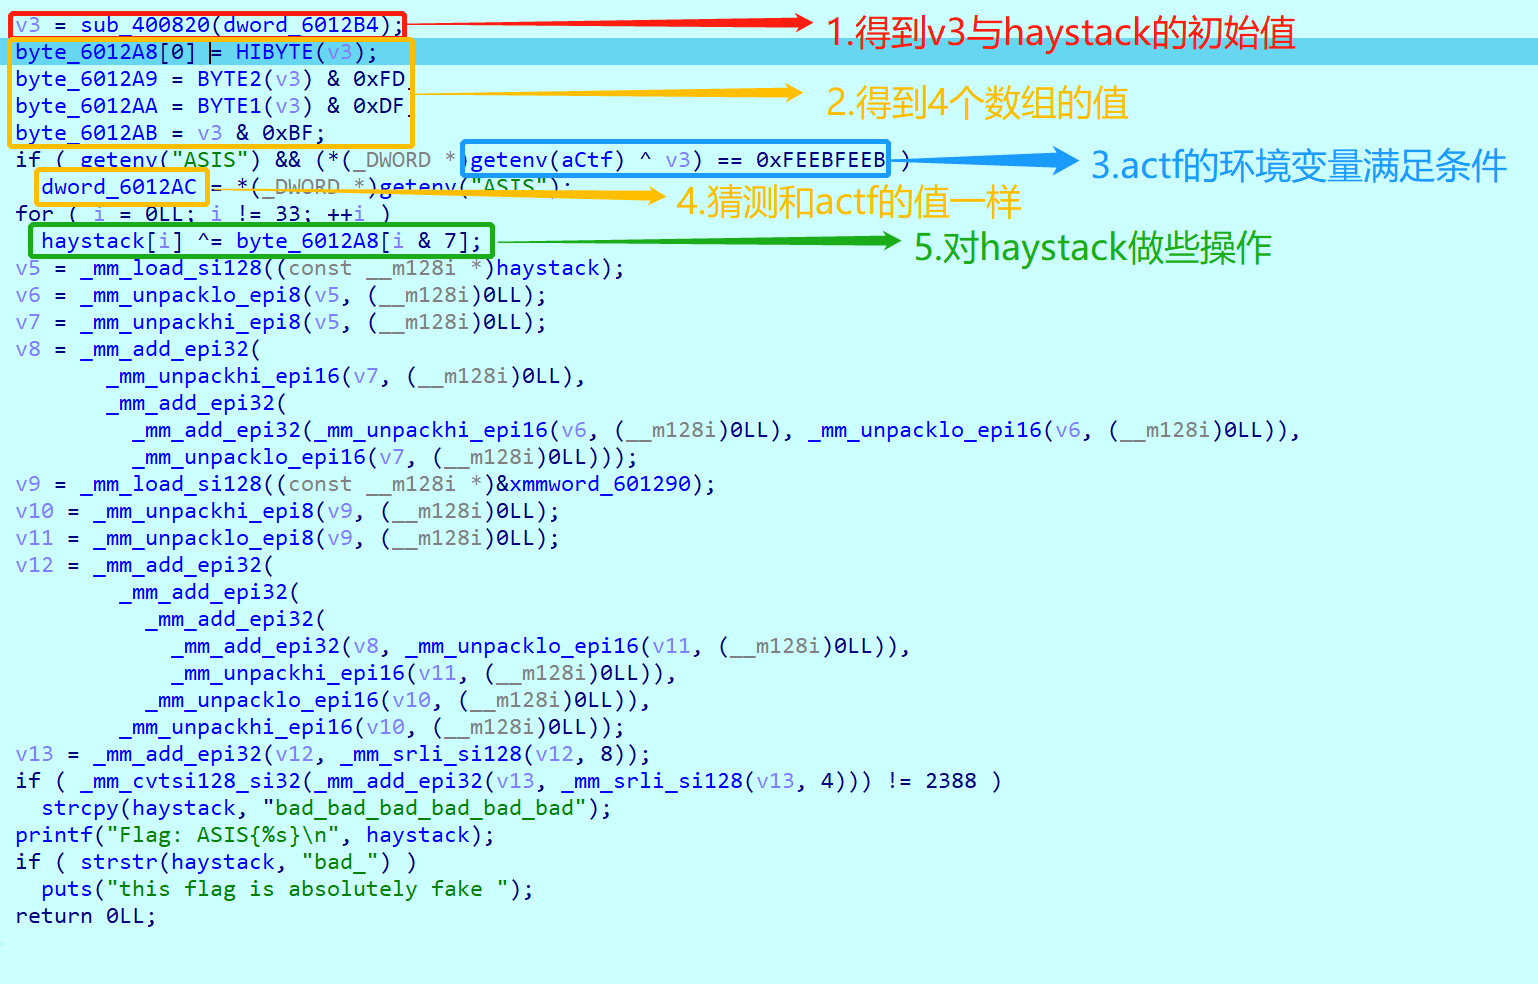 v3 = sub_400820(dword_6012B4);
1.得到v3与haystack的初始值
byte_6012A8[0] = HIBYTE(v3);
byte_6012A9 = BYTE2(v3) & 0xFD
byte_6012AA = BYTE1(v3) & 0xDF
2.得到4个数组的值
byte_6012AB = v3 & 0xBF;
if ( getenv("ASIS") && (*(_DWORD *)getenv(aCtf) ^ v3) == 0xFEEBFEEB )
3.actf的环境变量满足条件
dword_6012AC = *(_DWORD *)getenv("ASIS");
4.猜测和actf的值一样
for ( i = 0LL; i != 33; ++i )
haystack[i] ^= byte_6012A8[i & 7];
5.对haystack做些操作
v5 = _mm_load_si128((const __m128i *)haystack);
v6 = _mm_unpacklo_epi8(v5, (__m128i)0LL);
v7 = _mm_unpackhi_epi8(v5, (__m128i)0LL);
v8 = _mm_add_epi32(
_mm_unpackhi_epi16(v7, (__m128i)0LL),
_mm_add_epi32(
_mm_add_epi32(_mm_unpackhi_epi16(v6, (__m128i)0LL), _mm_unpacklo_epi16(v6, (__m128i)0LL)),
_mm_unpacklo_epi16(v7, (__m128i)0LL)));
v9 = _mm_load_si128((const __m128i *)&xmmword_601290);
v10 = _mm_unpackhi_epi8(v9, (__m128i)0LL);
v11 = _mm_unpacklo_epi8(v9, (__m128i)0LL);
v12 = _mm_add_epi32(
_mm_add_epi32(
_mm_add_epi32(
_mm_add_epi32(v8, _mm_unpacklo_epi16(v11, (__m128i)0LL)),
_mm_unpackhi_epi16(v11, (__m128i)0LL)),
_mm_unpacklo_epi16(v10, (__m128i)0LL)),
_mm_unpackhi_epi16(v10, (__m128i)0LL));
v13 = _mm_add_epi32(v12, _mm_srli_si128(v12, 8));
if ( _mm_cvtsi128_si32(_mm_add_epi32(v13, _mm_srli_si128(v13, 4))) != 2388 )
strcpy(haystack, "bad_bad_bad_bad_bad_bad");
printf("Flag: ASIS{%s}\n", haystack);
if ( strstr(haystack, "bad_") )
puts("this flag is absolutely fake ");
return 0LL;